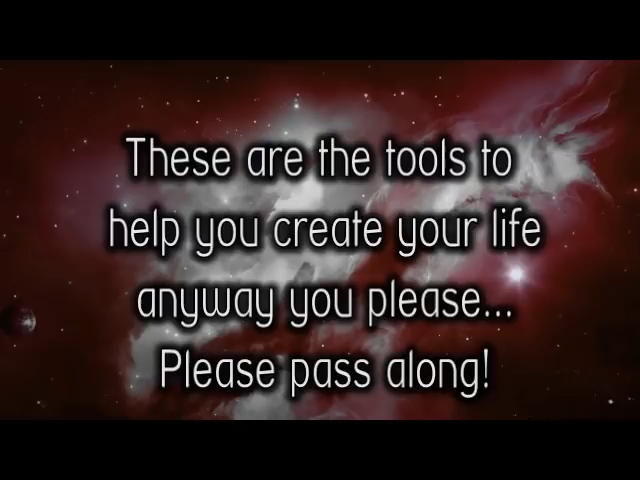 These are the tools to
help you create your life
anyway you please...
Please pass along!